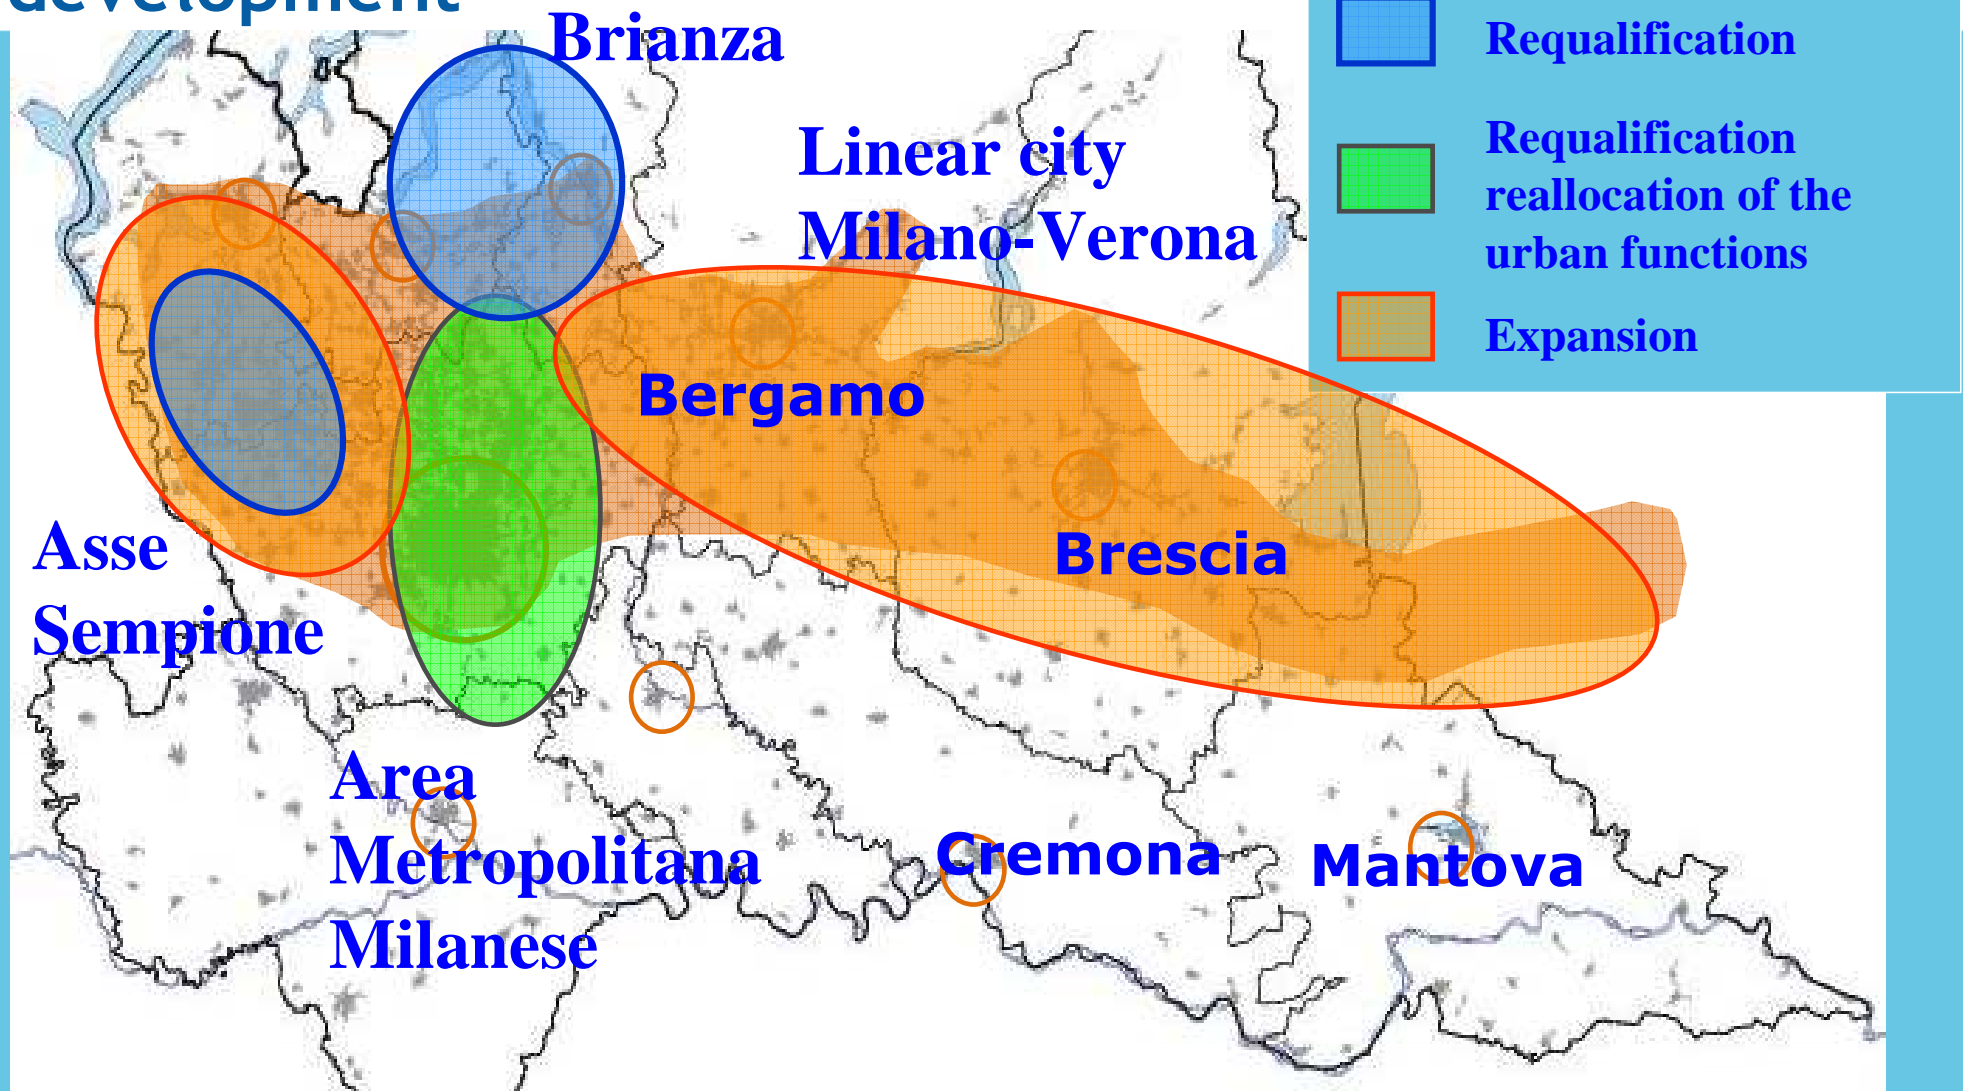 development
Brianza
Requalification
Linear city
Milano-Verona
Requalification
reallocation of the
urban functions
Expansion
Bergamo
Brescia
Asse
Sempione
Area
Metropolitana
Milanese
Cremona
Mantova